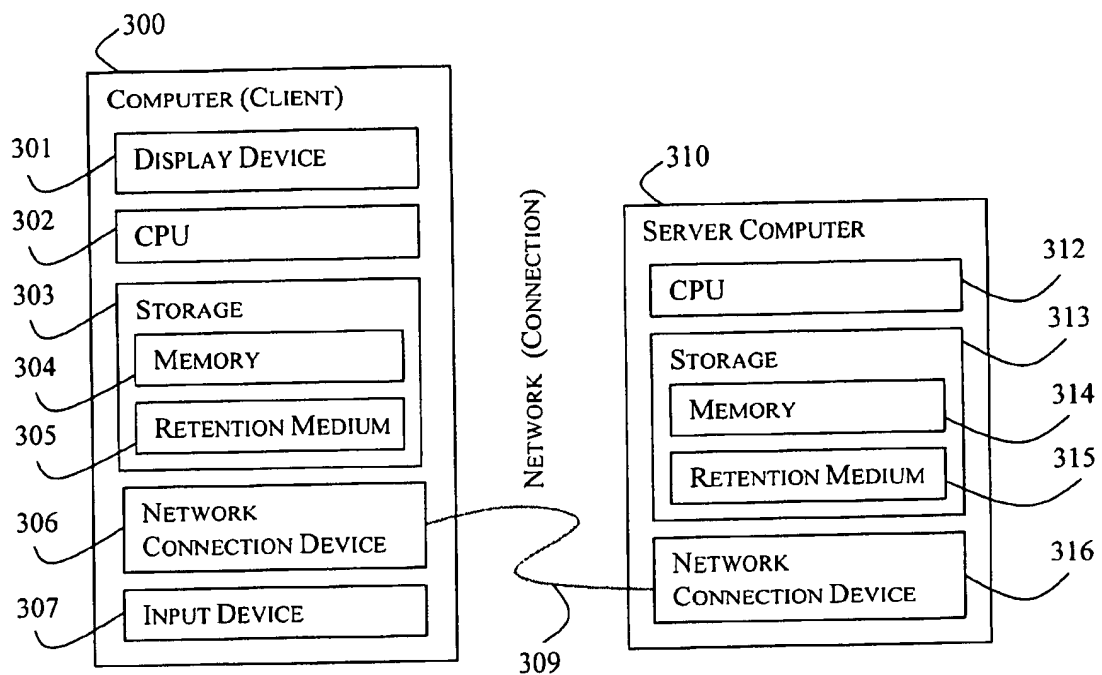 300
COMPUTER (CLIENT)
301
DISPLAY DEVICE
302
CPU
303
STORAGE
304
MEMORY
305
RETENTION MEDIUM
306
NETWORK
CONNECTION DEVICE
307
INPUT DEVICE
NETWORK (CONNECTION)
309
310
SERVER COMPUTER
312
CPU
313
STORAGE
314
MEMORY
315
RETENTION MEDIUM
316
NETWORK
CONNECTION DEVICE